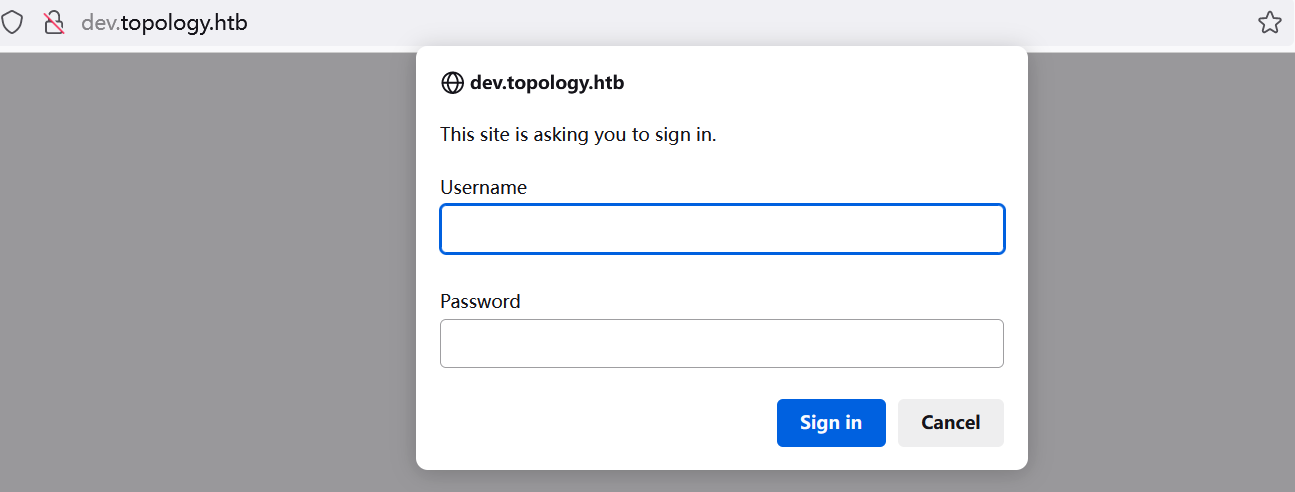 dev.topology.htb
dev.topology.htb
This site is asking you to sign in.
Username
Password
Sign in Cancel